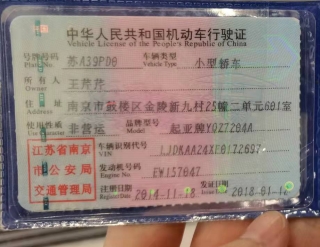 中华人民共和国机动车行驶证
Vehicle License of the People's Republic of China
号牌号码 苏A39PD8 车辆类型 小型轿车
Plate No. Vehicle Type
所有人 王芹芹
Owner
住址 南京市鼓楼区金陵新九村25幢二单元601室
Address
使用性质 非营运 品牌型号 起亚牌YQZ7204A
Use Character Model
江苏省南京
市公安局
交通管理局
车辆识别代号
VIN
发动机号码 EW157047
Engine No.
注册日期 2014-11-18 发证日期 2018-01-16
Register Date Issue Date